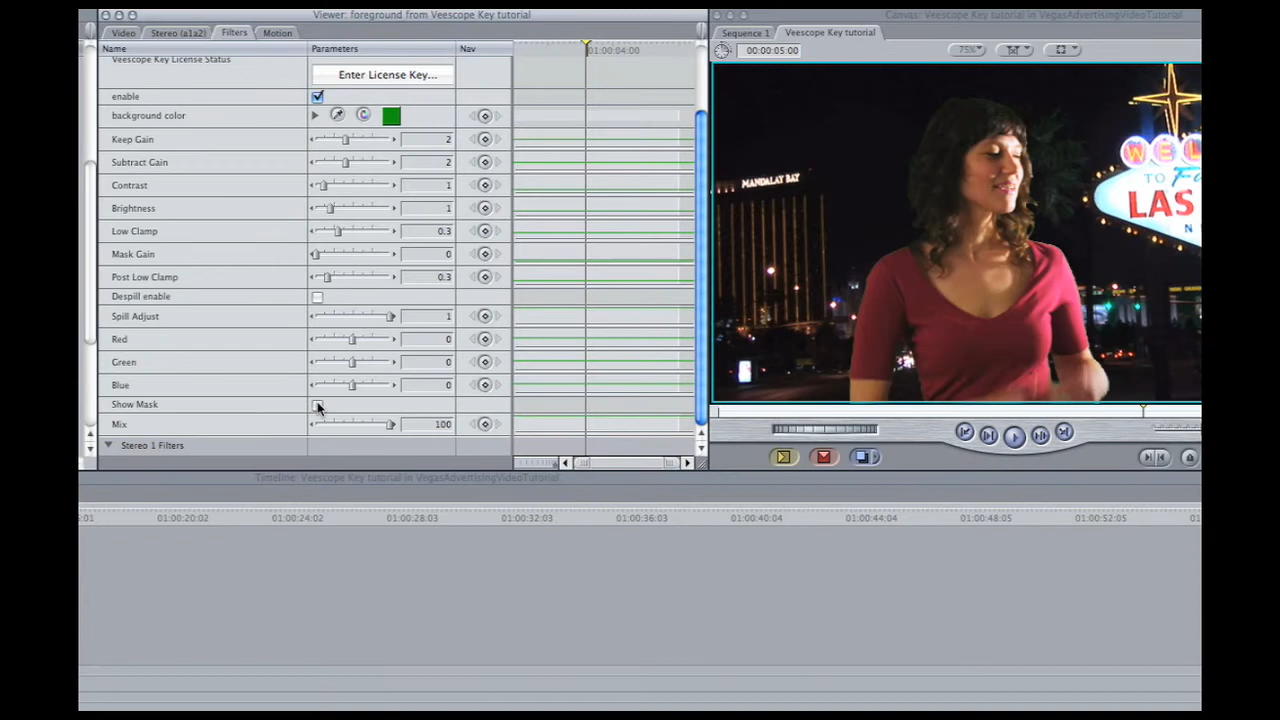 Viewer: foreground from Veescope Key tutorial
Video Stereo (a1a2) Filters Motion
Name Parameters Nav
01:00:04:00
Veescope Key License Status
Enter License Key...
enable
background color
Keep Gain 2
Subtract Gain 2
Contrast 1
Brightness 1
Low Clamp 0.3
Mask Gain 0
Post Low Clamp 0.3
Despill enable
Spill Adjust 1
Red 0
Green 0
Blue 0
Show Mask
Mix 100
Stereo 1 Filters
Canvas: Veescope Key tutorial in VegasAdvertisingVideoTutorial
Sequence 1 Veescope Key tutorial
00:00:05:00 75%
MANDALAY BAY
WELC
TO Fa
LAS
N
Timeline: Veescope Key tutorial in VegasAdvertisingVideoTutorial
6:01 01:00:20:02 01:00:24:02 01:00:28:03 01:00:32:03 01:00:36:03 01:00:40:04 01:00:44:04 01:00:48:05 01:00:52:05 01